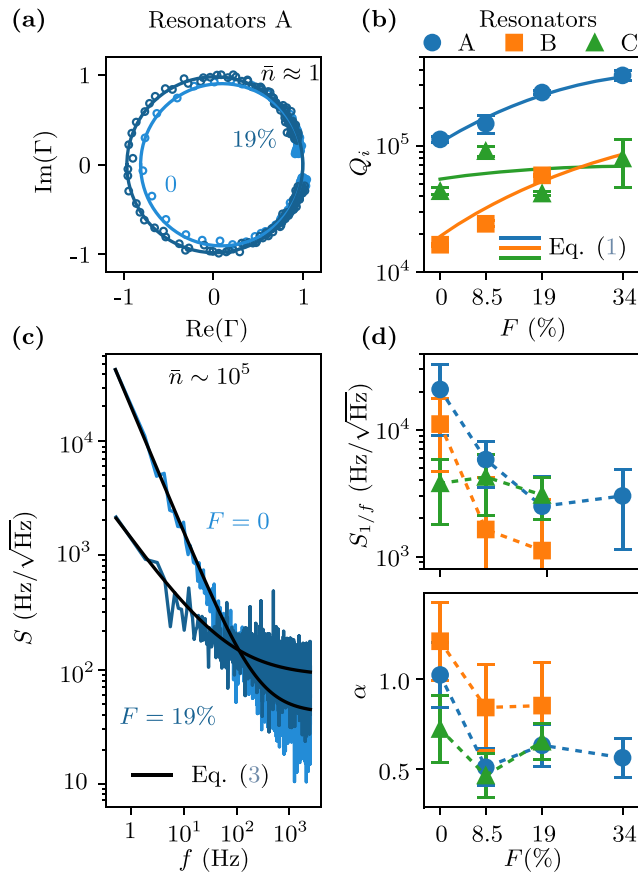 (a) Resonators A
n̄ ≈ 1
19%
0
Im(Γ)
1
0
-1
-1 0 1
Re(Γ)
(b) Resonators
A B C
Q_i
10^5
10^4
Eq. (1)
0 8.5 19 34
F (%)
(c)
n̄ ∼ 10^5
F = 0
F = 19%
Eq. (3)
S (Hz/√Hz)
10^4
10^3
10^2
10
1 10^1 10^2 10^3
f (Hz)
(d)
S_{1/f} (Hz/√Hz)
10^4
10^3
α
1.0
0.5
0 8.5 19 34
F(%)